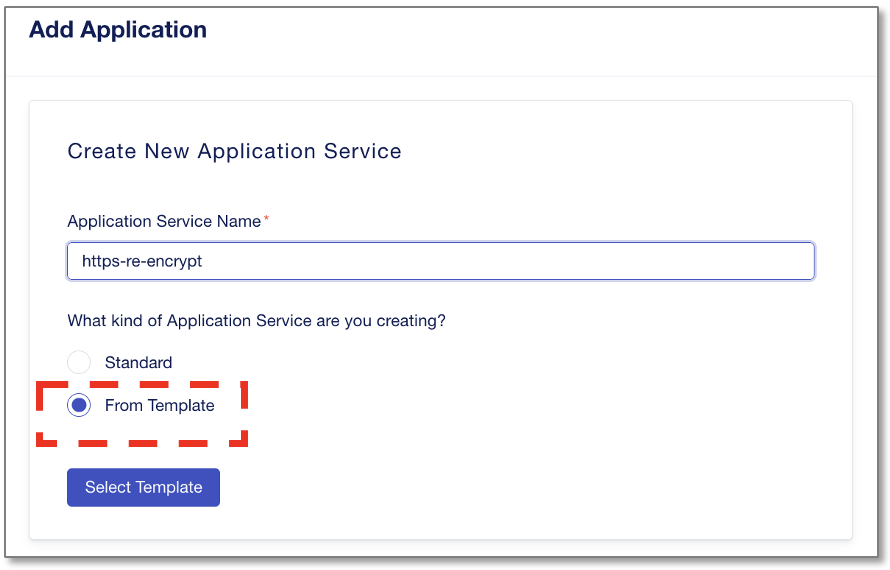 Add Application
Create New Application Service
Application Service Name*
https-re-encrypt
What kind of Application Service are you creating?
Standard
From Template
Select Template